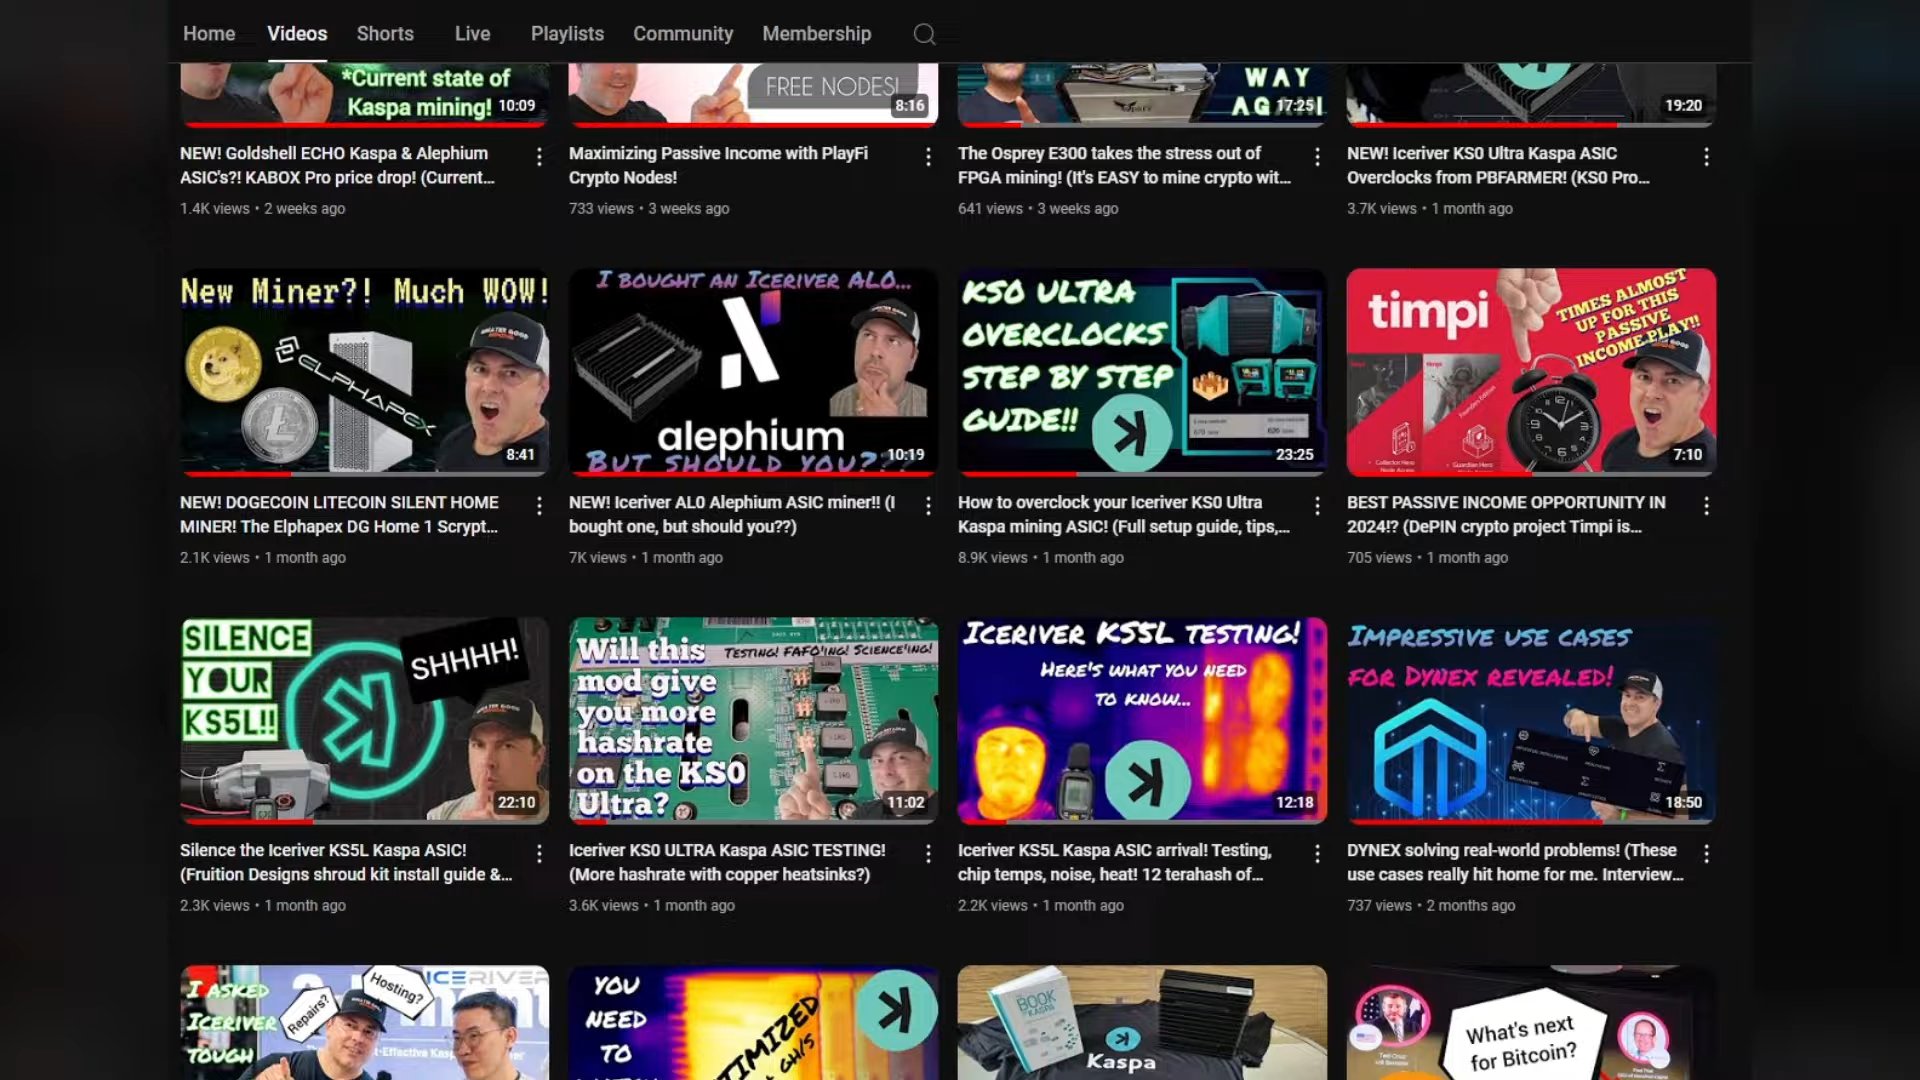 Home Videos Shorts Live Playlists Community Membership
*Current state of
Kaspa mining! 10:09
FREE NODES!
8:16
WAY
AGAIN!
17:25
19:20
NEW! Goldshell ECHO Kaspa & Alephium
ASIC's?! KABOX Pro price drop! (Current...
1.4K views • 2 weeks ago
Maximizing Passive Income with PlayFi
Crypto Nodes!
733 views • 3 weeks ago
The Osprey E300 takes the stress out of
FPGA mining! (It's EASY to mine crypto wit...
641 views • 3 weeks ago
NEW! Iceriver KS0 Ultra Kaspa ASIC
Overclocks from PBFARMER! (KS0 Pro...
3.7K views • 1 month ago
New Miner?! Much WOW!
ELPHAPEX
8:41
I BOUGHT AN ICERIVER AL0...
alephium
10:19
BUT SHOULD YOU???
KS0 ULTRA
OVERCLOCKS
STEP BY STEP
GUIDE!!
23:25
timpi
TIMES ALMOST
UP FOR THIS
PASSIVE
INCOME PLAY!!
7:10
NEW! DOGECOIN LITECOIN SILENT HOME
MINER! The Elphapex DG Home 1 Scrypt...
2.1K views • 1 month ago
NEW! Iceriver AL0 Alephium ASIC miner!! (I
bought one, but should you??)
7K views • 1 month ago
How to overclock your Iceriver KS0 Ultra
Kaspa mining ASIC! (Full setup guide, tips,...
8.9K views • 1 month ago
BEST PASSIVE INCOME OPPORTUNITY IN
2024!? (DePIN crypto project Timpi is...
705 views • 1 month ago
SILENCE
YOUR
KS5L!!
SHHHH!
22:10
TESTING! FAFO'ING! SCIENCE'ING!
Will this
mod give
you more
hashrate
on the KS0
Ultra?
11:02
ICERIVER KS5L TESTING!
HERE'S WHAT YOU NEED
TO KNOW...
12:18
IMPRESSIVE USE CASES
FOR DYNEX REVEALED!
18:50
Silence the Iceriver KS5L Kaspa ASIC!
(Fruition Designs shroud kit install guide &...
2.3K views • 1 month ago
Iceriver KS0 ULTRA Kaspa ASIC TESTING!
(More hashrate with copper heatsinks?)
3.6K views • 1 month ago
Iceriver KS5L Kaspa ASIC arrival! Testing,
chip temps, noise, heat! 12 terahash of...
2.2K views • 1 month ago
DYNEX solving real-world problems! (These
use cases really hit home for me. Interview...
737 views • 2 months ago
I ASKED
ICERIVER
TOUGH
Repairs?
Hosting?
ICERIVER
YOU
NEED
TO
GH/S
BOOK
KASPA
Kaspa
What's next
for Bitcoin?